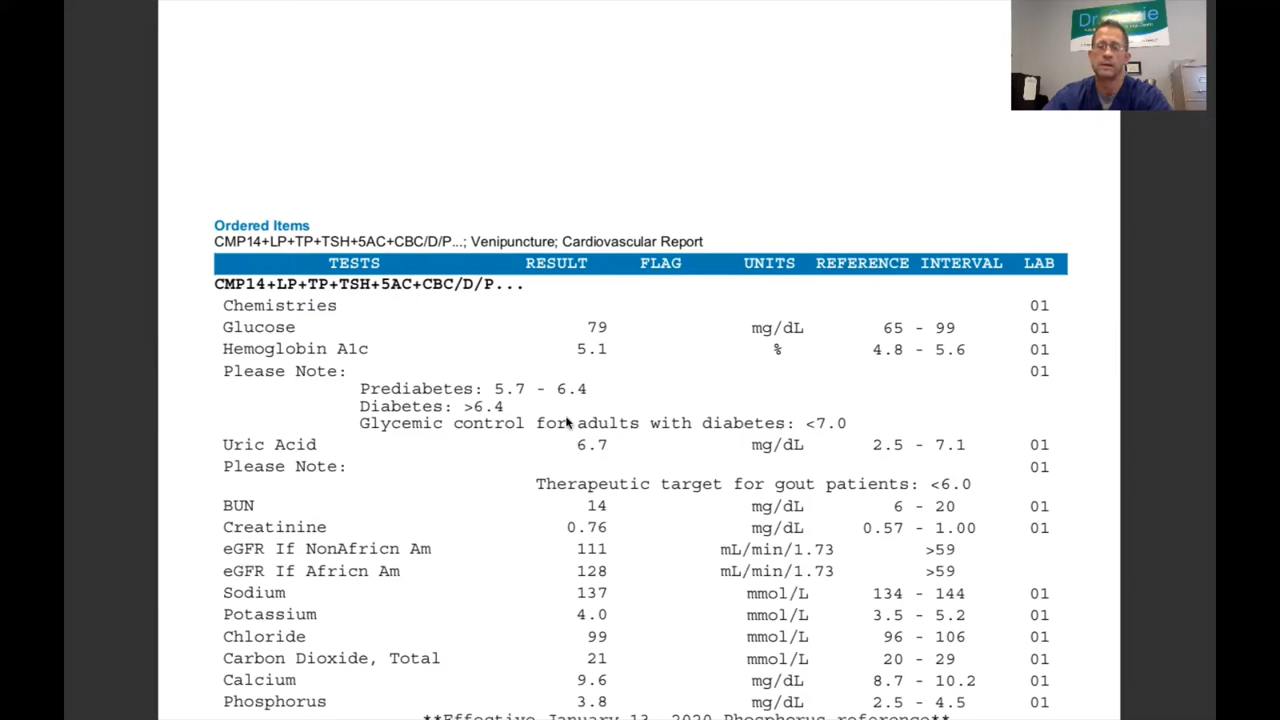 Ordered Items
CMP14+LP+TP+TSH+5AC+CBC/D/P...; Venipuncture; Cardiovascular Report
TESTS RESULT FLAG UNITS REFERENCE INTERVAL LAB
CMP14+LP+TP+TSH+5AC+CBC/D/P...
Chemistries 01
Glucose 79 mg/dL 65 - 99 01
Hemoglobin A1c 5.1 % 4.8 - 5.6 01
Please Note: 01
Prediabetes: 5.7 - 6.4
Diabetes: >6.4
Glycemic control for adults with diabetes: <7.0
Uric Acid 6.7 mg/dL 2.5 - 7.1 01
Please Note: 01
Therapeutic target for gout patients: <6.0
BUN 14 mg/dL 6 - 20 01
Creatinine 0.76 mg/dL 0.57 - 1.00 01
eGFR If NonAfricn Am 111 mL/min/1.73 >59
eGFR If Africn Am 128 mL/min/1.73 >59
Sodium 137 mmol/L 134 - 144 01
Potassium 4.0 mmol/L 3.5 - 5.2 01
Chloride 99 mmol/L 96 - 106 01
Carbon Dioxide, Total 21 mmol/L 20 - 29 01
Calcium 9.6 mg/dL 8.7 - 10.2 01
Phosphorus 3.8 mg/dL 2.5 - 4.5 01
**Effective January 13, 2020 Phosphorus reference**